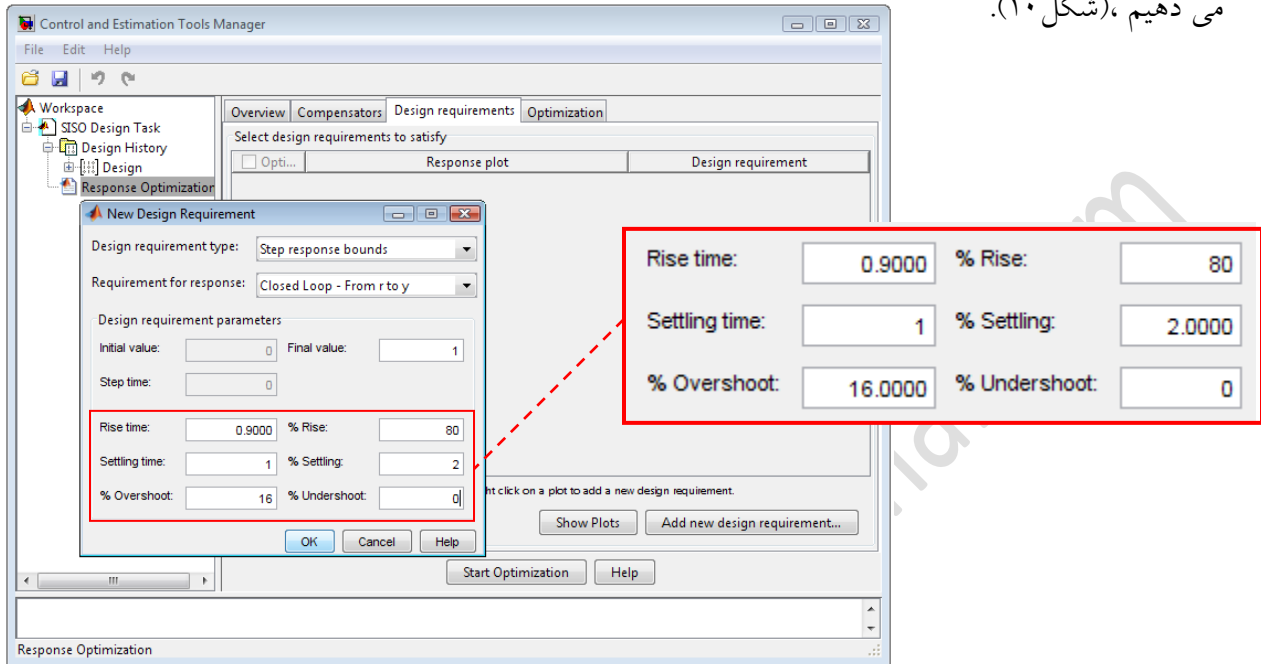 می دهیم ،(شکل۱۰).
Control and Estimation Tools Manager
File Edit Help
Workspace
SISO Design Task
Design History
Design
Response Optimization
Overview Compensators Design requirements Optimization
Select design requirements to satisfy
Opti... Response plot Design requirement
New Design Requirement
Design requirement type: Step response bounds
Requirement for response: Closed Loop - From r to y
Design requirement parameters
Initial value: 0 Final value: 1
Step time: 0
Rise time: 0.9000 % Rise: 80
Settling time: 1 % Settling: 2
% Overshoot: 16 % Undershoot: 0
OK Cancel Help
Rise time: 0.9000 % Rise: 80
Settling time: 1 % Settling: 2.0000
% Overshoot: 16.0000 % Undershoot: 0
ht click on a plot to add a new design requirement.
Show Plots Add new design requirement...
Start Optimization Help
Response Optimization